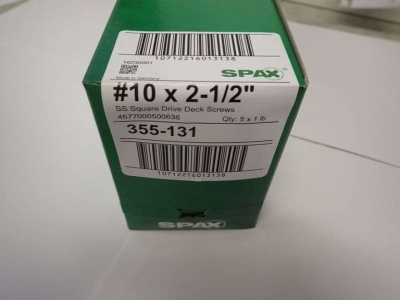 10712216013138
16230001
Made in Germany
SPAX
#10 x 2-1/2"
SS Square Drive Deck Screws
4577000500636 Qty: 5 x 1 lb
355-131
10712216013138
SPAX